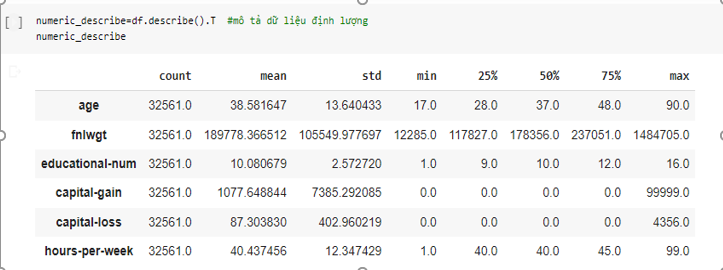 [ ] numeric_describe=df.describe().T #mô tả dữ liệu định lượng
numeric_describe
count mean std min 25% 50% 75% max
age 32561.0 38.581647 13.640433 17.0 28.0 37.0 48.0 90.0
fnlwgt 32561.0 189778.366512 105549.977697 12285.0 117827.0 178356.0 237051.0 1484705.0
educational-num 32561.0 10.080679 2.572720 1.0 9.0 10.0 12.0 16.0
capital-gain 32561.0 1077.648844 7385.292085 0.0 0.0 0.0 0.0 99999.0
capital-loss 32561.0 87.303830 402.960219 0.0 0.0 0.0 0.0 4356.0
hours-per-week 32561.0 40.437456 12.347429 1.0 40.0 40.0 45.0 99.0